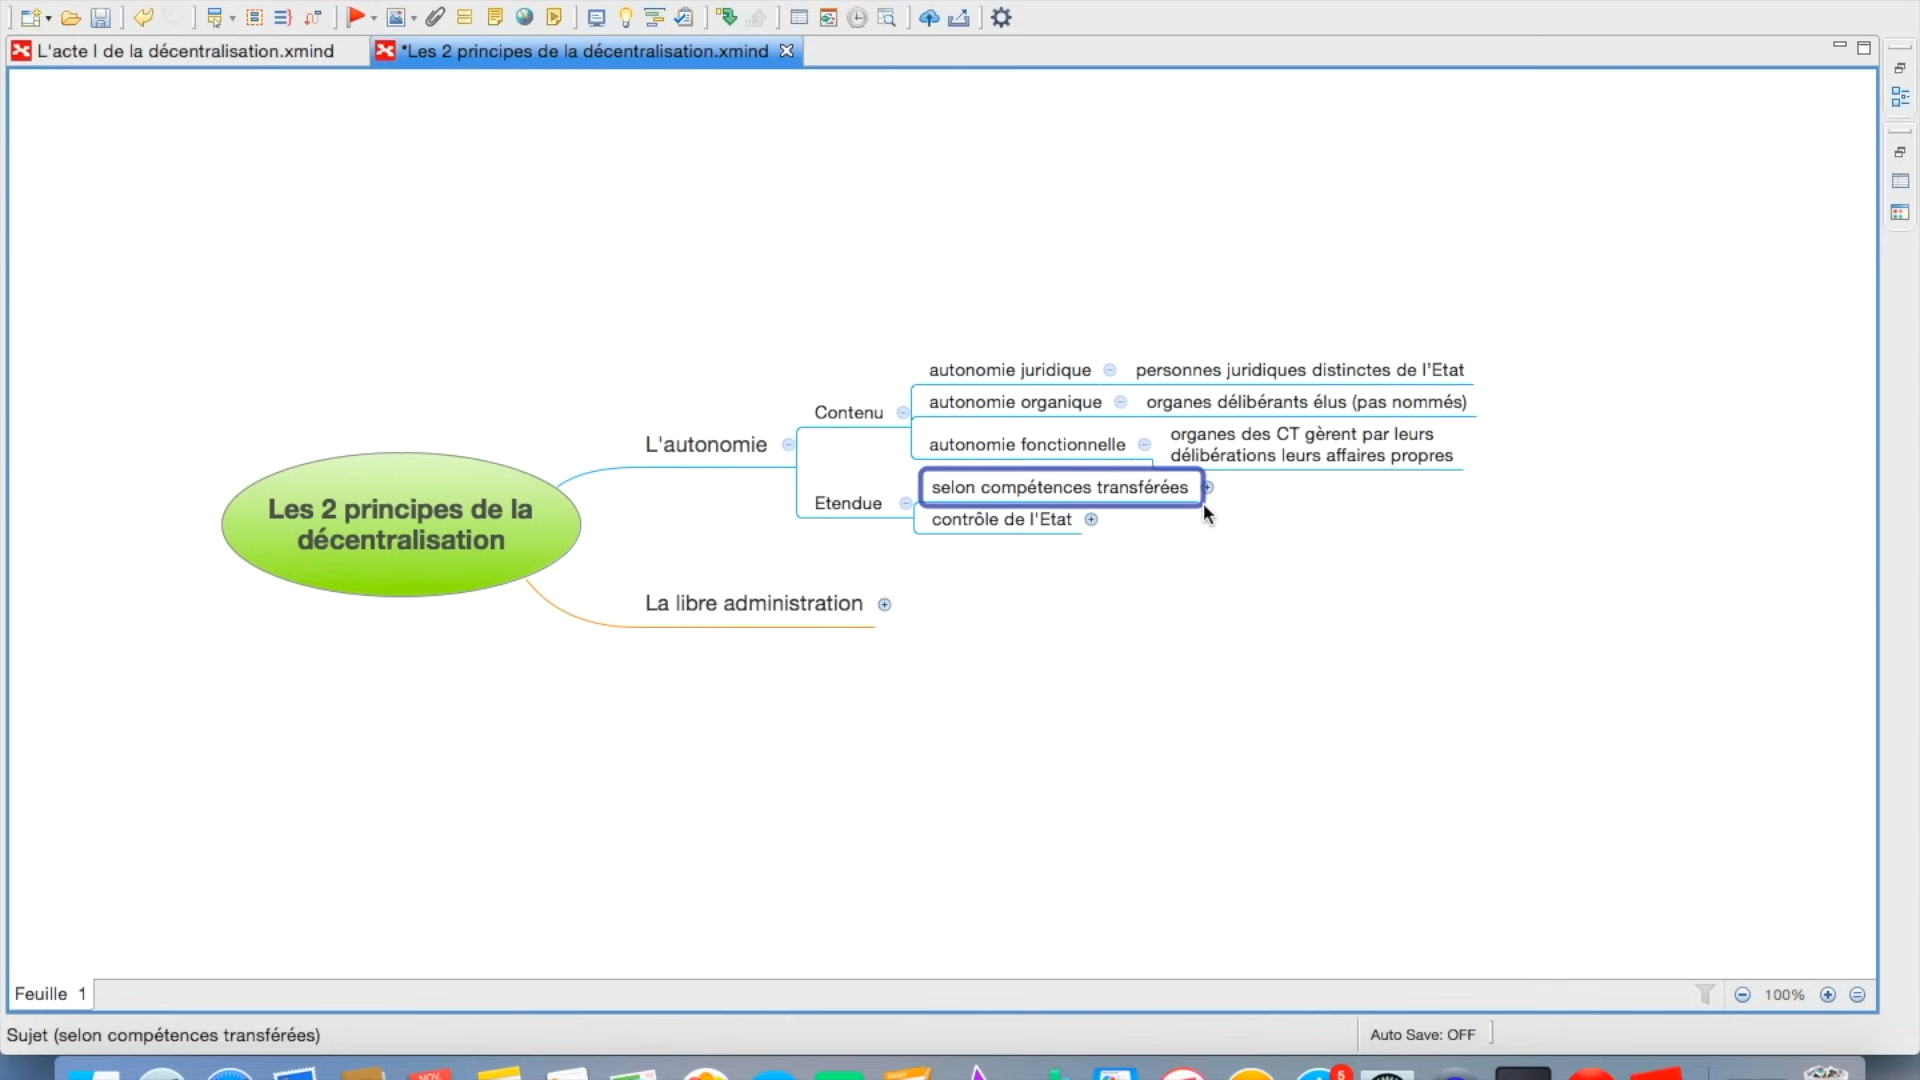 L'acte I de la décentralisation.xmind
*Les 2 principes de la décentralisation.xmind
autonomie juridique
personnes juridiques distinctes de l'Etat
Contenu
autonomie organique
organes délibérants élus (pas nommés)
L'autonomie
autonomie fonctionnelle
organes des CT gèrent par leurs
délibérations leurs affaires propres
selon compétences transférées
Etendue
contrôle de l'Etat
Les 2 principes de la
décentralisation
La libre administration
Feuille 1
100%
Sujet (selon compétences transférées)
Auto Save: OFF
NOV.
5